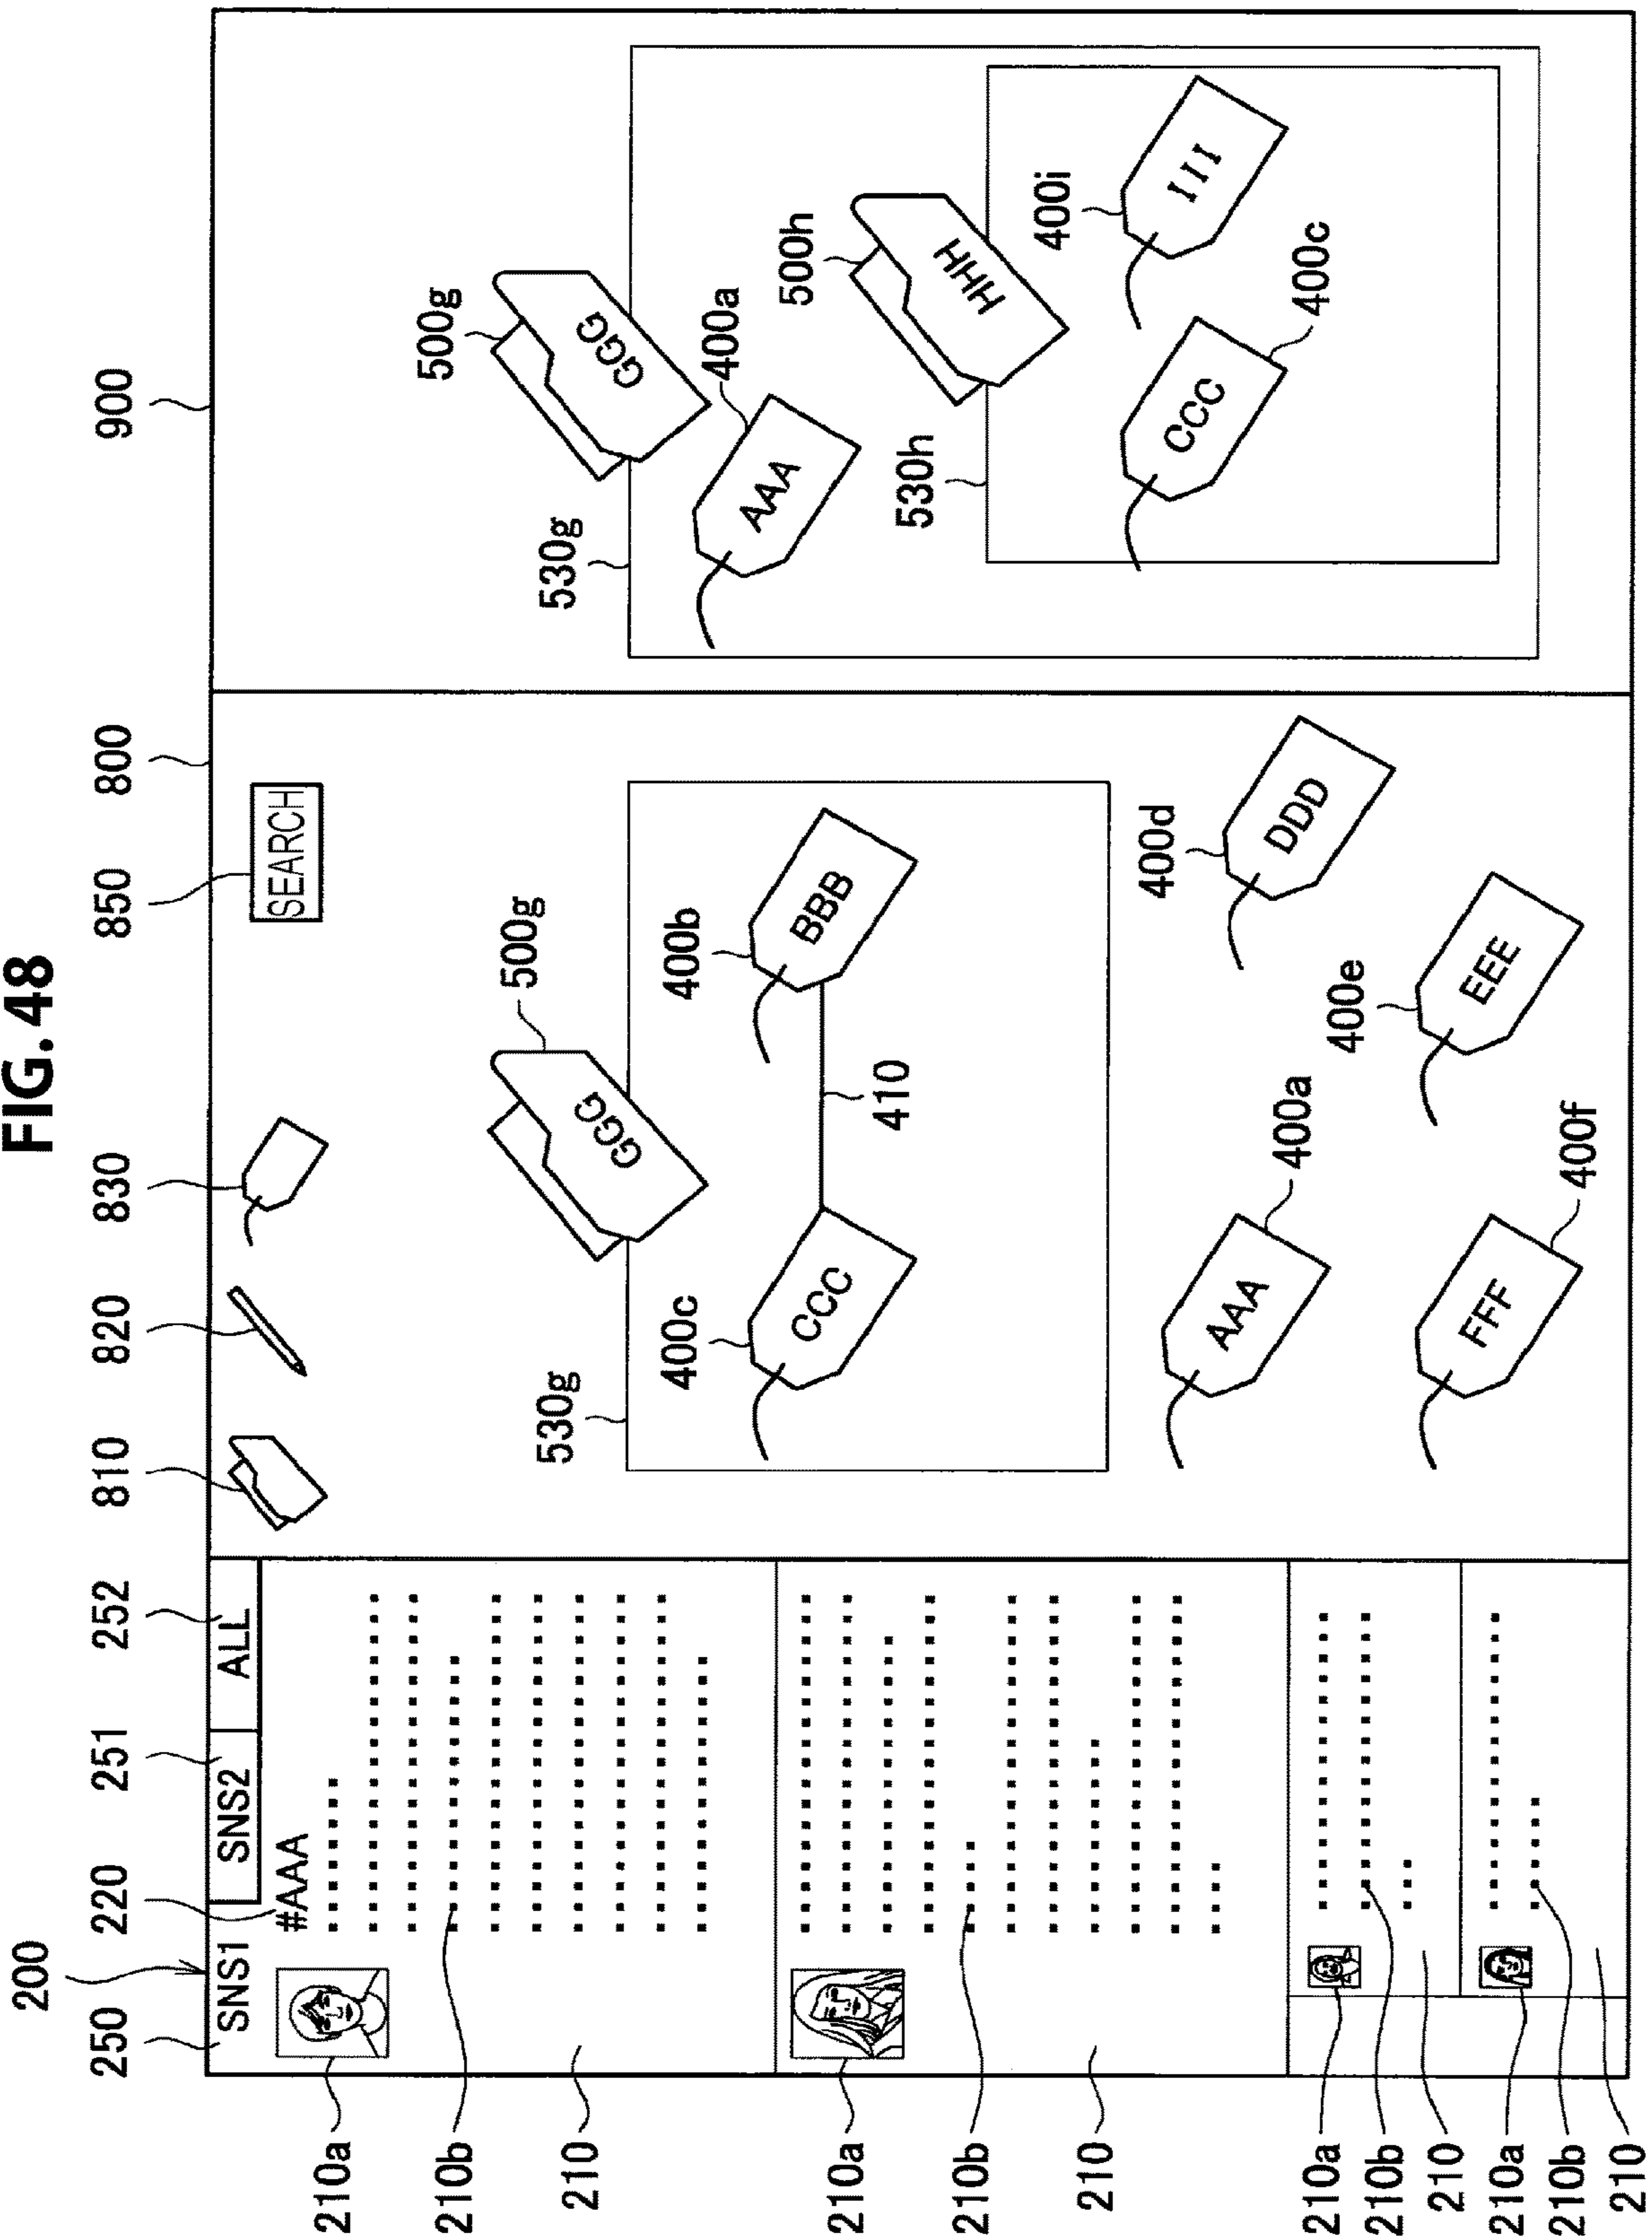 FIG. 48
200
250
220
251
252
810
820
830
850
800
900
SNS1
SNS2
ALL
SEARCH
#AAA
210a
210b
210
210a
210b
210
210a
210b
210
210a
210b
210
500g
GGG
530g
400c
CCC
400b
BBB
410
400a
AAA
400d
DDD
400e
EEE
400f
FFF
500g
GGG
530g
400a
AAA
500h
HHH
530h
400i
III
400c
CCC